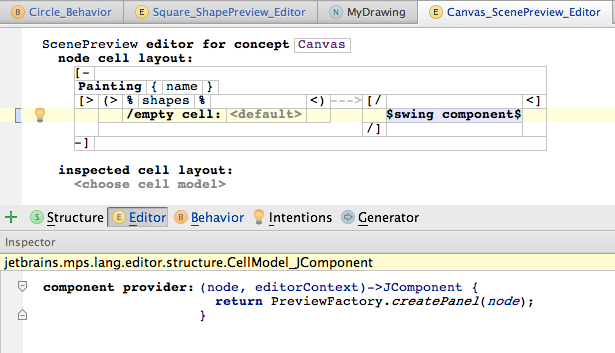 B Circle_Behavior E Square_ShapePreview_Editor N MyDrawing E Canvas_ScenePreview_Editor
ScenePreview editor for concept Canvas
node cell layout:
[-
Painting { name }
[> (> % shapes % <) ---> [/ <]
/empty cell: <default> $swing component$
/]
-]
inspected cell layout:
<choose cell model>
+ S Structure E Editor B Behavior Intentions Generator
Inspector
jetbrains.mps.lang.editor.structure.CellModel_JComponent
component provider: (node, editorContext)->JComponent {
return PreviewFactory.createPanel(node);
}